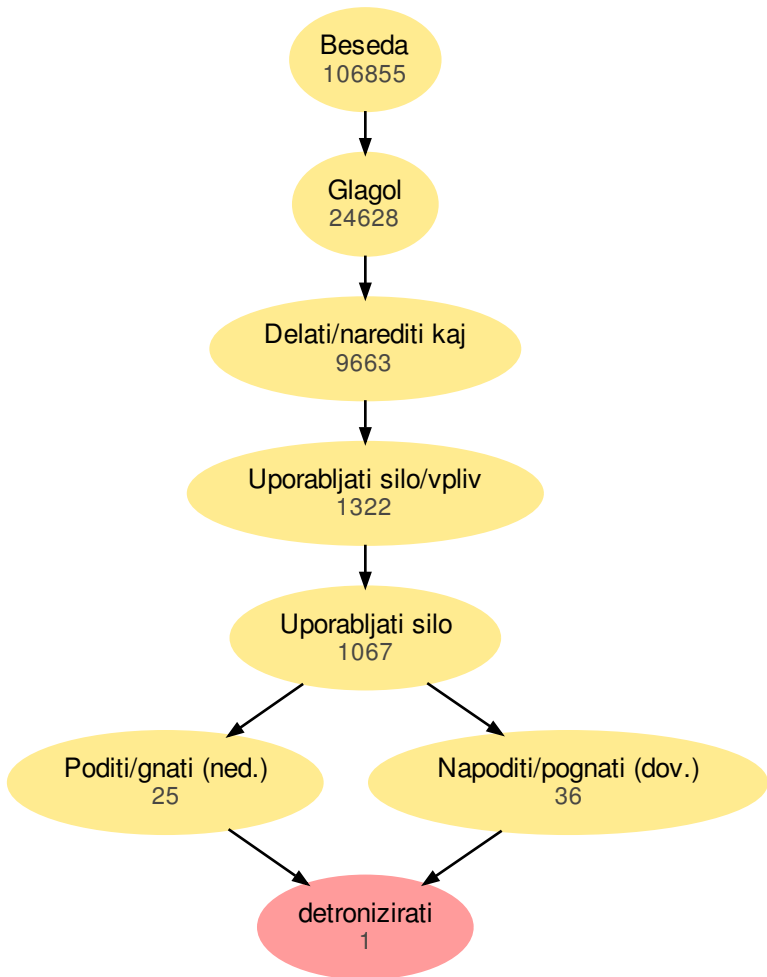 Beseda
106855
Glagol
24628
Delati/narediti kaj
9663
Uporabljati silo/vpliv
1322
Uporabljati silo
1067
Poditi/gnati (ned.)
25
Napoditi/pognati (dov.)
36
detronizirati
1